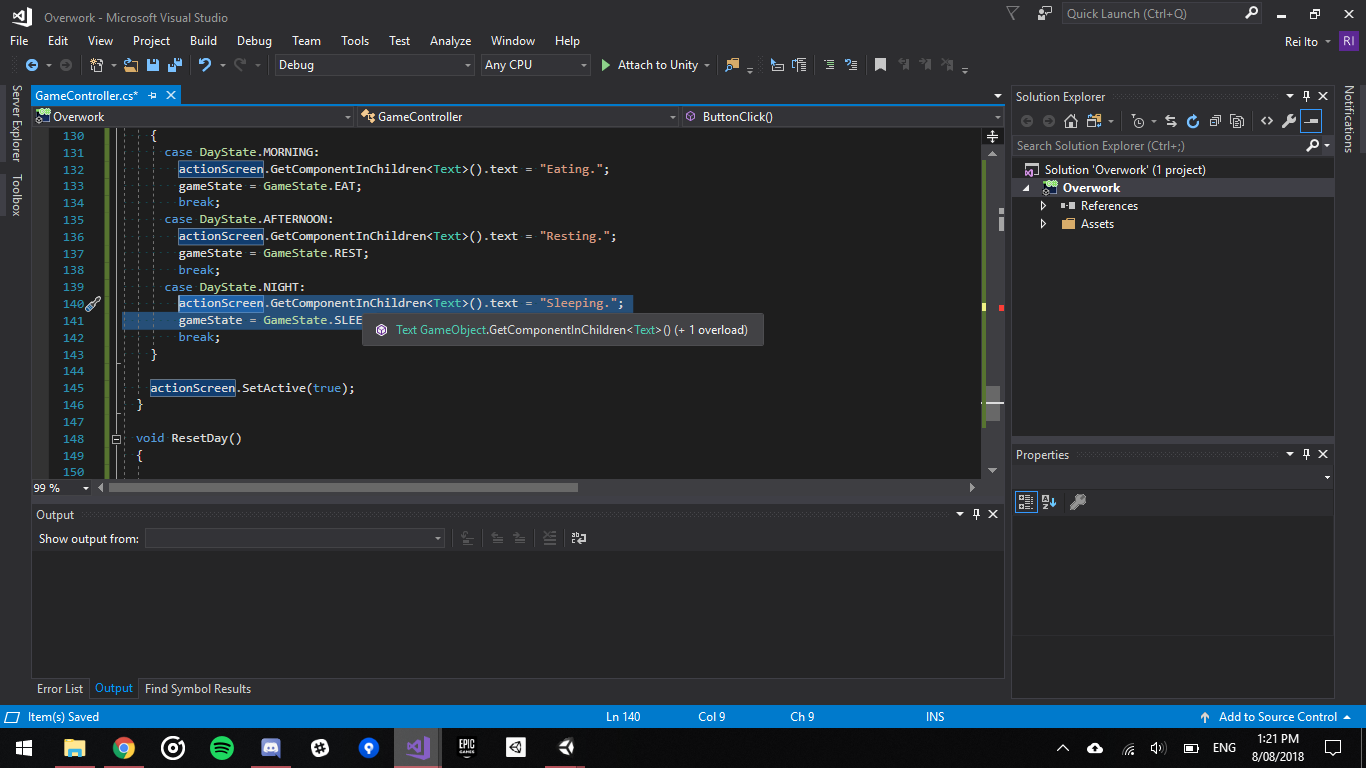 Overwork - Microsoft Visual Studio
Quick Launch (Ctrl+Q)
File Edit View Project Build Debug Team Tools Test Analyze Window Help
Rei Ito RI
Debug Any CPU Attach to Unity
Server Explorer
Toolbox
GameController.cs*
Overwork GameController ButtonClick()
130 {
131 case DayState.MORNING:
132 actionScreen.GetComponentInChildren<Text>().text = "Eating.";
133 gameState = GameState.EAT;
134 break;
135 case DayState.AFTERNOON:
136 actionScreen.GetComponentInChildren<Text>().text = "Resting.";
137 gameState = GameState.REST;
138 break;
139 case DayState.NIGHT:
140 actionScreen.GetComponentInChildren<Text>().text = "Sleeping.";
141 gameState = GameState.SLEE
Text GameObject.GetComponentInChildren<Text>() (+ 1 overload)
142 break;
143 }
144
145 actionScreen.SetActive(true);
146 }
147
148 void ResetDay()
149 {
150
99 %
Output
Show output from:
Error List Output Find Symbol Results
Solution Explorer
Search Solution Explorer (Ctrl+;)
Solution 'Overwork' (1 project)
Overwork
References
Assets
Properties
Notifications
Item(s) Saved Ln 140 Col 9 Ch 9 INS Add to Source Control
EPIC GAMES
ENG
1:21 PM
8/08/2018